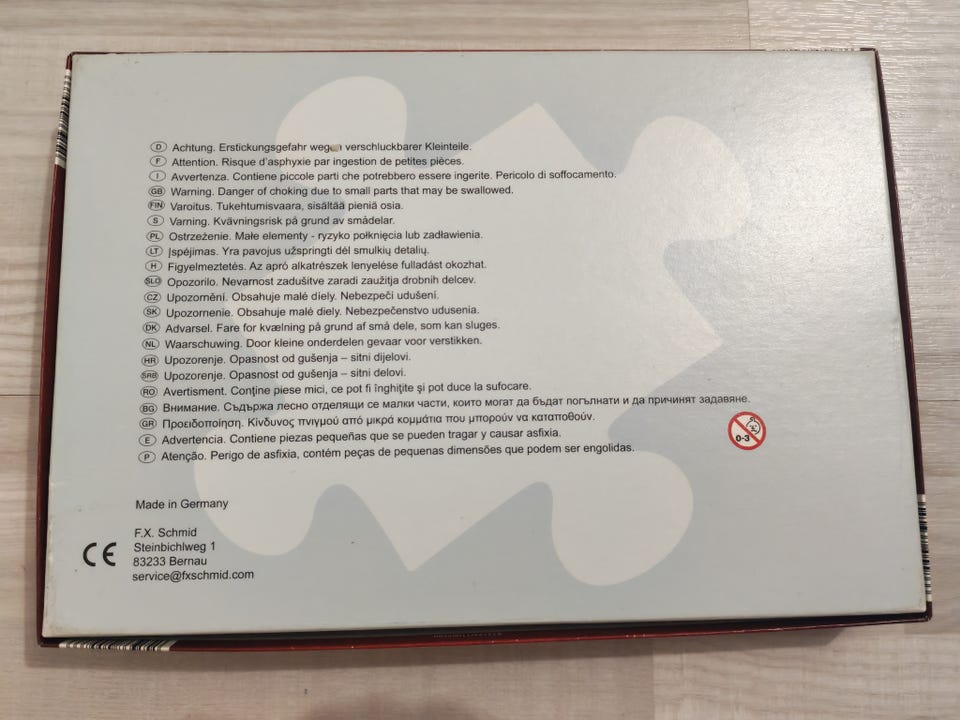 D Achtung. Erstickungsgefahr wegen verschluckbarer Kleinteile.
F Attention. Risque d'asphyxie par ingestion de petites pièces.
I Avvertenza. Contiene piccole parti che potrebbero essere ingerite. Pericolo di soffocamento.
GB Warning. Danger of choking due to small parts that may be swallowed.
FIN Varoitus. Tukehtumisvaara, sisältää pieniä osia.
S Varning. Kvävningsrisk på grund av smådelar.
PL Ostrzeżenie. Małe elementy - ryzyko połknięcia lub zadławienia.
LT Įspėjimas. Yra pavojus užspringti dėl smulkių detalių.
H Figyelmeztetés. Az apró alkatrészek lenyelése fulladást okozhat.
SLO Opozorilo. Nevarnost zadušitve zaradi zaužitja drobnih delcev.
CZ Upozornění. Obsahuje malé díely. Nebezpečí udušení.
SK Upozornenie. Obsahuje malé diely. Nebezpečenstvo udusenia.
DK Advarsel. Fare for kvælning på grund af små dele, som kan sluges.
NL Waarschuwing. Door kleine onderdelen gevaar voor verstikken.
HR Upozorenje. Opasnost od gušenja – sitni dijelovi.
SRB Upozorenje. Opasnost od gušenja – sitni delovi.
RO Avertisment. Conţine piese mici, ce pot fi înghiţite şi pot duce la sufocare.
BG Внимание. Съдържа лесно отделящи се малки части, които могат да бъдат погълнати и да причинят задавяне.
GR Προειδοποίηση. Κίνδυνος πνιγμού από μικρά κομμάτια που μπορούν να καταποθούν.
E Advertencia. Contiene piezas pequeñas que se pueden tragar y causar asfixia.
P Atenção. Perigo de asfixia, contém peças de pequenas dimensões que podem ser engolidas.
0-3
Made in Germany
CE
F.X. Schmid
Steinbichlweg 1
83233 Bernau
service@fxschmid.com